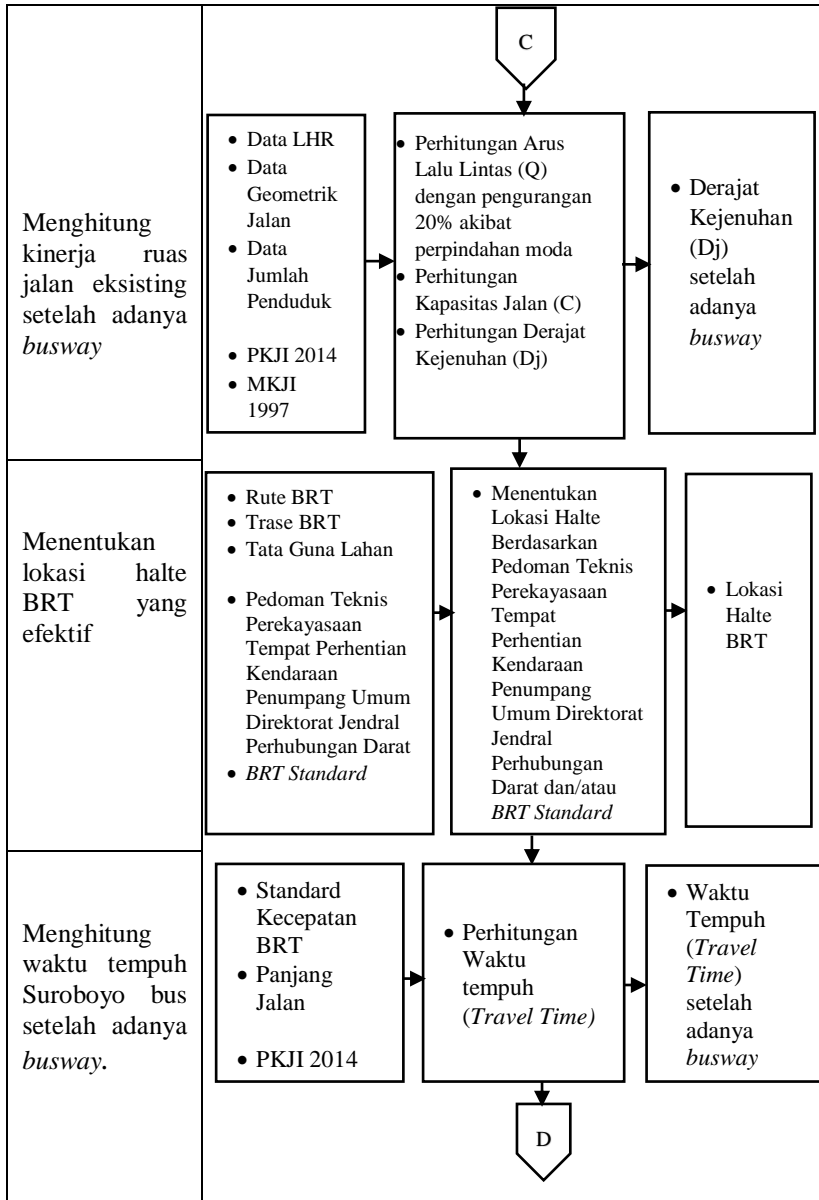 C
Menghitung
kinerja ruas
jalan eksisting
setelah adanya
busway
• Data LHR
• Data
Geometrik
Jalan
• Data
Jumlah
Penduduk
• PKJI 2014
• MKJI
1997
• Perhitungan Arus
Lalu Lintas (Q)
dengan pengurangan
20% akibat
perpindahan moda
• Perhitungan
Kapasitas Jalan (C)
• Perhitungan Derajat
Kejenuhan (Dj)
• Derajat
Kejenuhan
(Dj)
setelah
adanya
busway
Menentukan
lokasi halte
BRT yang
efektif
• Rute BRT
• Trase BRT
• Tata Guna Lahan
• Pedoman Teknis
Perekayasaan
Tempat Perhentian
Kendaraan
Penumpang Umum
Direktorat Jendral
Perhubungan Darat
• BRT Standard
• Menentukan
Lokasi Halte
Berdasarkan
Pedoman Teknis
Perekayasaan
Tempat
Perhentian
Kendaraan
Penumpang
Umum Direktorat
Jendral
Perhubungan
Darat dan/atau
BRT Standard
• Lokasi
Halte
BRT
Menghitung
waktu tempuh
Suroboyo bus
setelah adanya
busway.
• Standard
Kecepatan
BRT
• Panjang
Jalan
• PKJI 2014
• Perhitungan
Waktu
tempuh
(Travel Time)
• Waktu
Tempuh
(Travel
Time)
setelah
adanya
busway
D